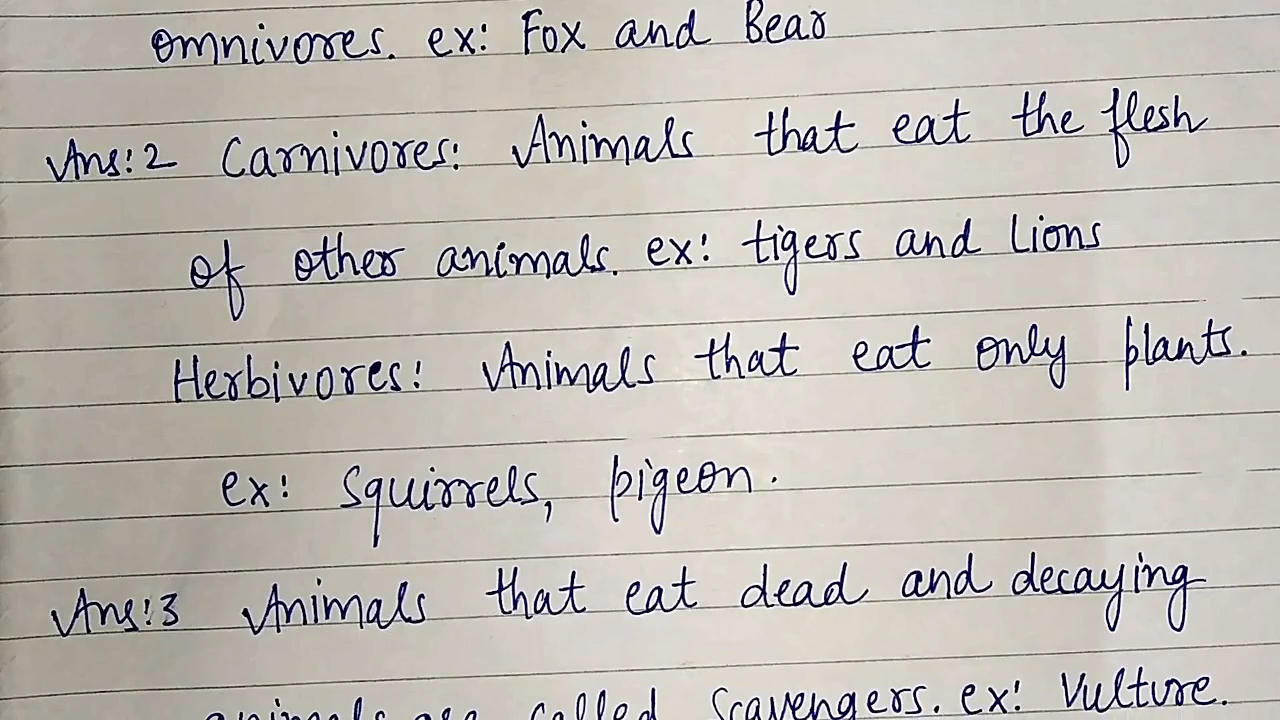 omnivores. ex: Fox and Bear
Ans:2 Carnivores: Animals that eat the flesh
of other animals. ex: tigers and Lions
Herbivores: Animals that eat only plants.
ex: Squirrels, pigeon.
Ans:3 Animals that eat dead and decaying
animals are called Scavengers. ex: Vulture.